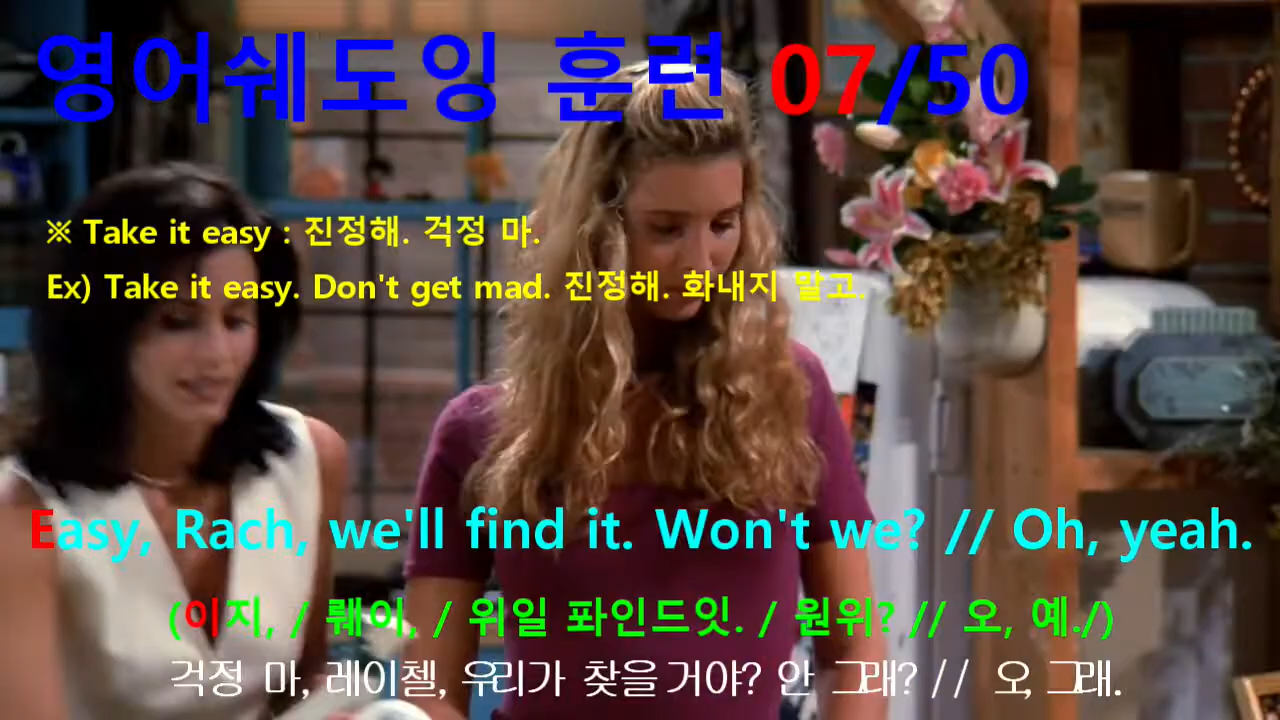 영어쉐도잉 훈련 07/50
※ Take it easy : 진정해. 걱정 마.
Ex) Take it easy. Don't get mad. 진정해. 화내지 말고.
Easy, Rach, we'll find it. Won't we? // Oh, yeah.
(이지, / 뤠이, / 위일 퐈인드잇. / 원위? // 오, 예./)
걱정 마, 레이첼, 우리가 찾을 거야? 안 그래? // 오, 그래.